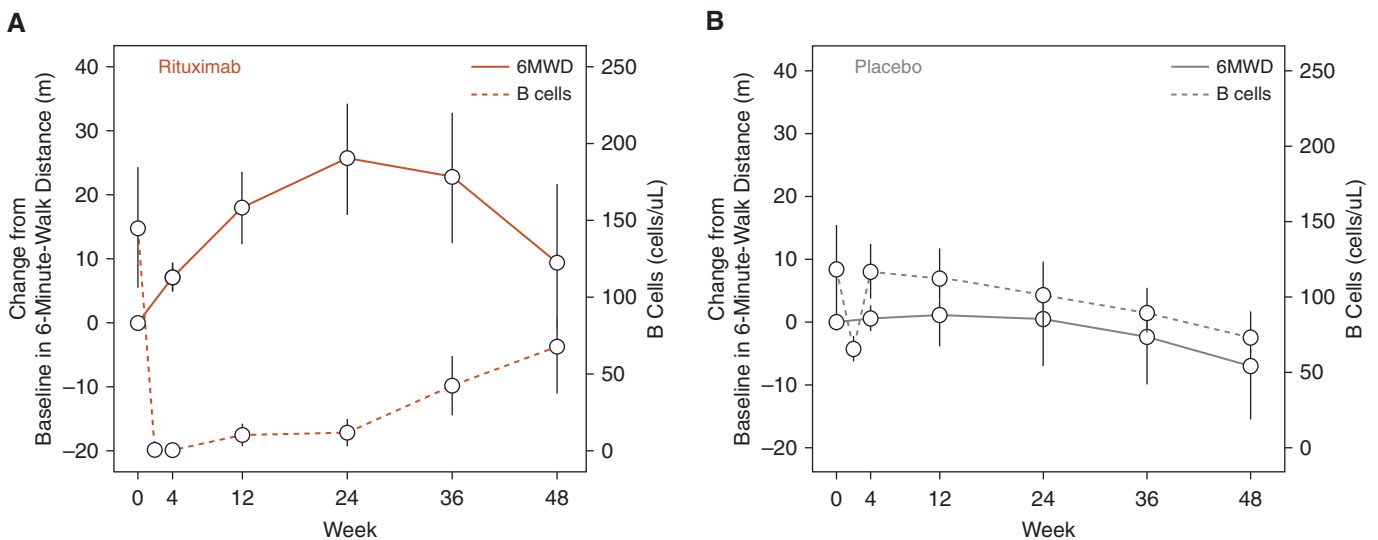 A
Rituximab
6MWD
B cells
40
30
20
10
0
–10
–20
Change from
Baseline in 6-Minute-Walk Distance (m)
250
200
150
100
50
0
B Cells (cells/uL)
0 4 12 24 36 48
Week
B
Placebo
6MWD
B cells
40
30
20
10
0
–10
–20
Change from
Baseline in 6-Minute-Walk Distance (m)
250
200
150
100
50
0
B Cells (cells/uL)
0 4 12 24 36 48
Week